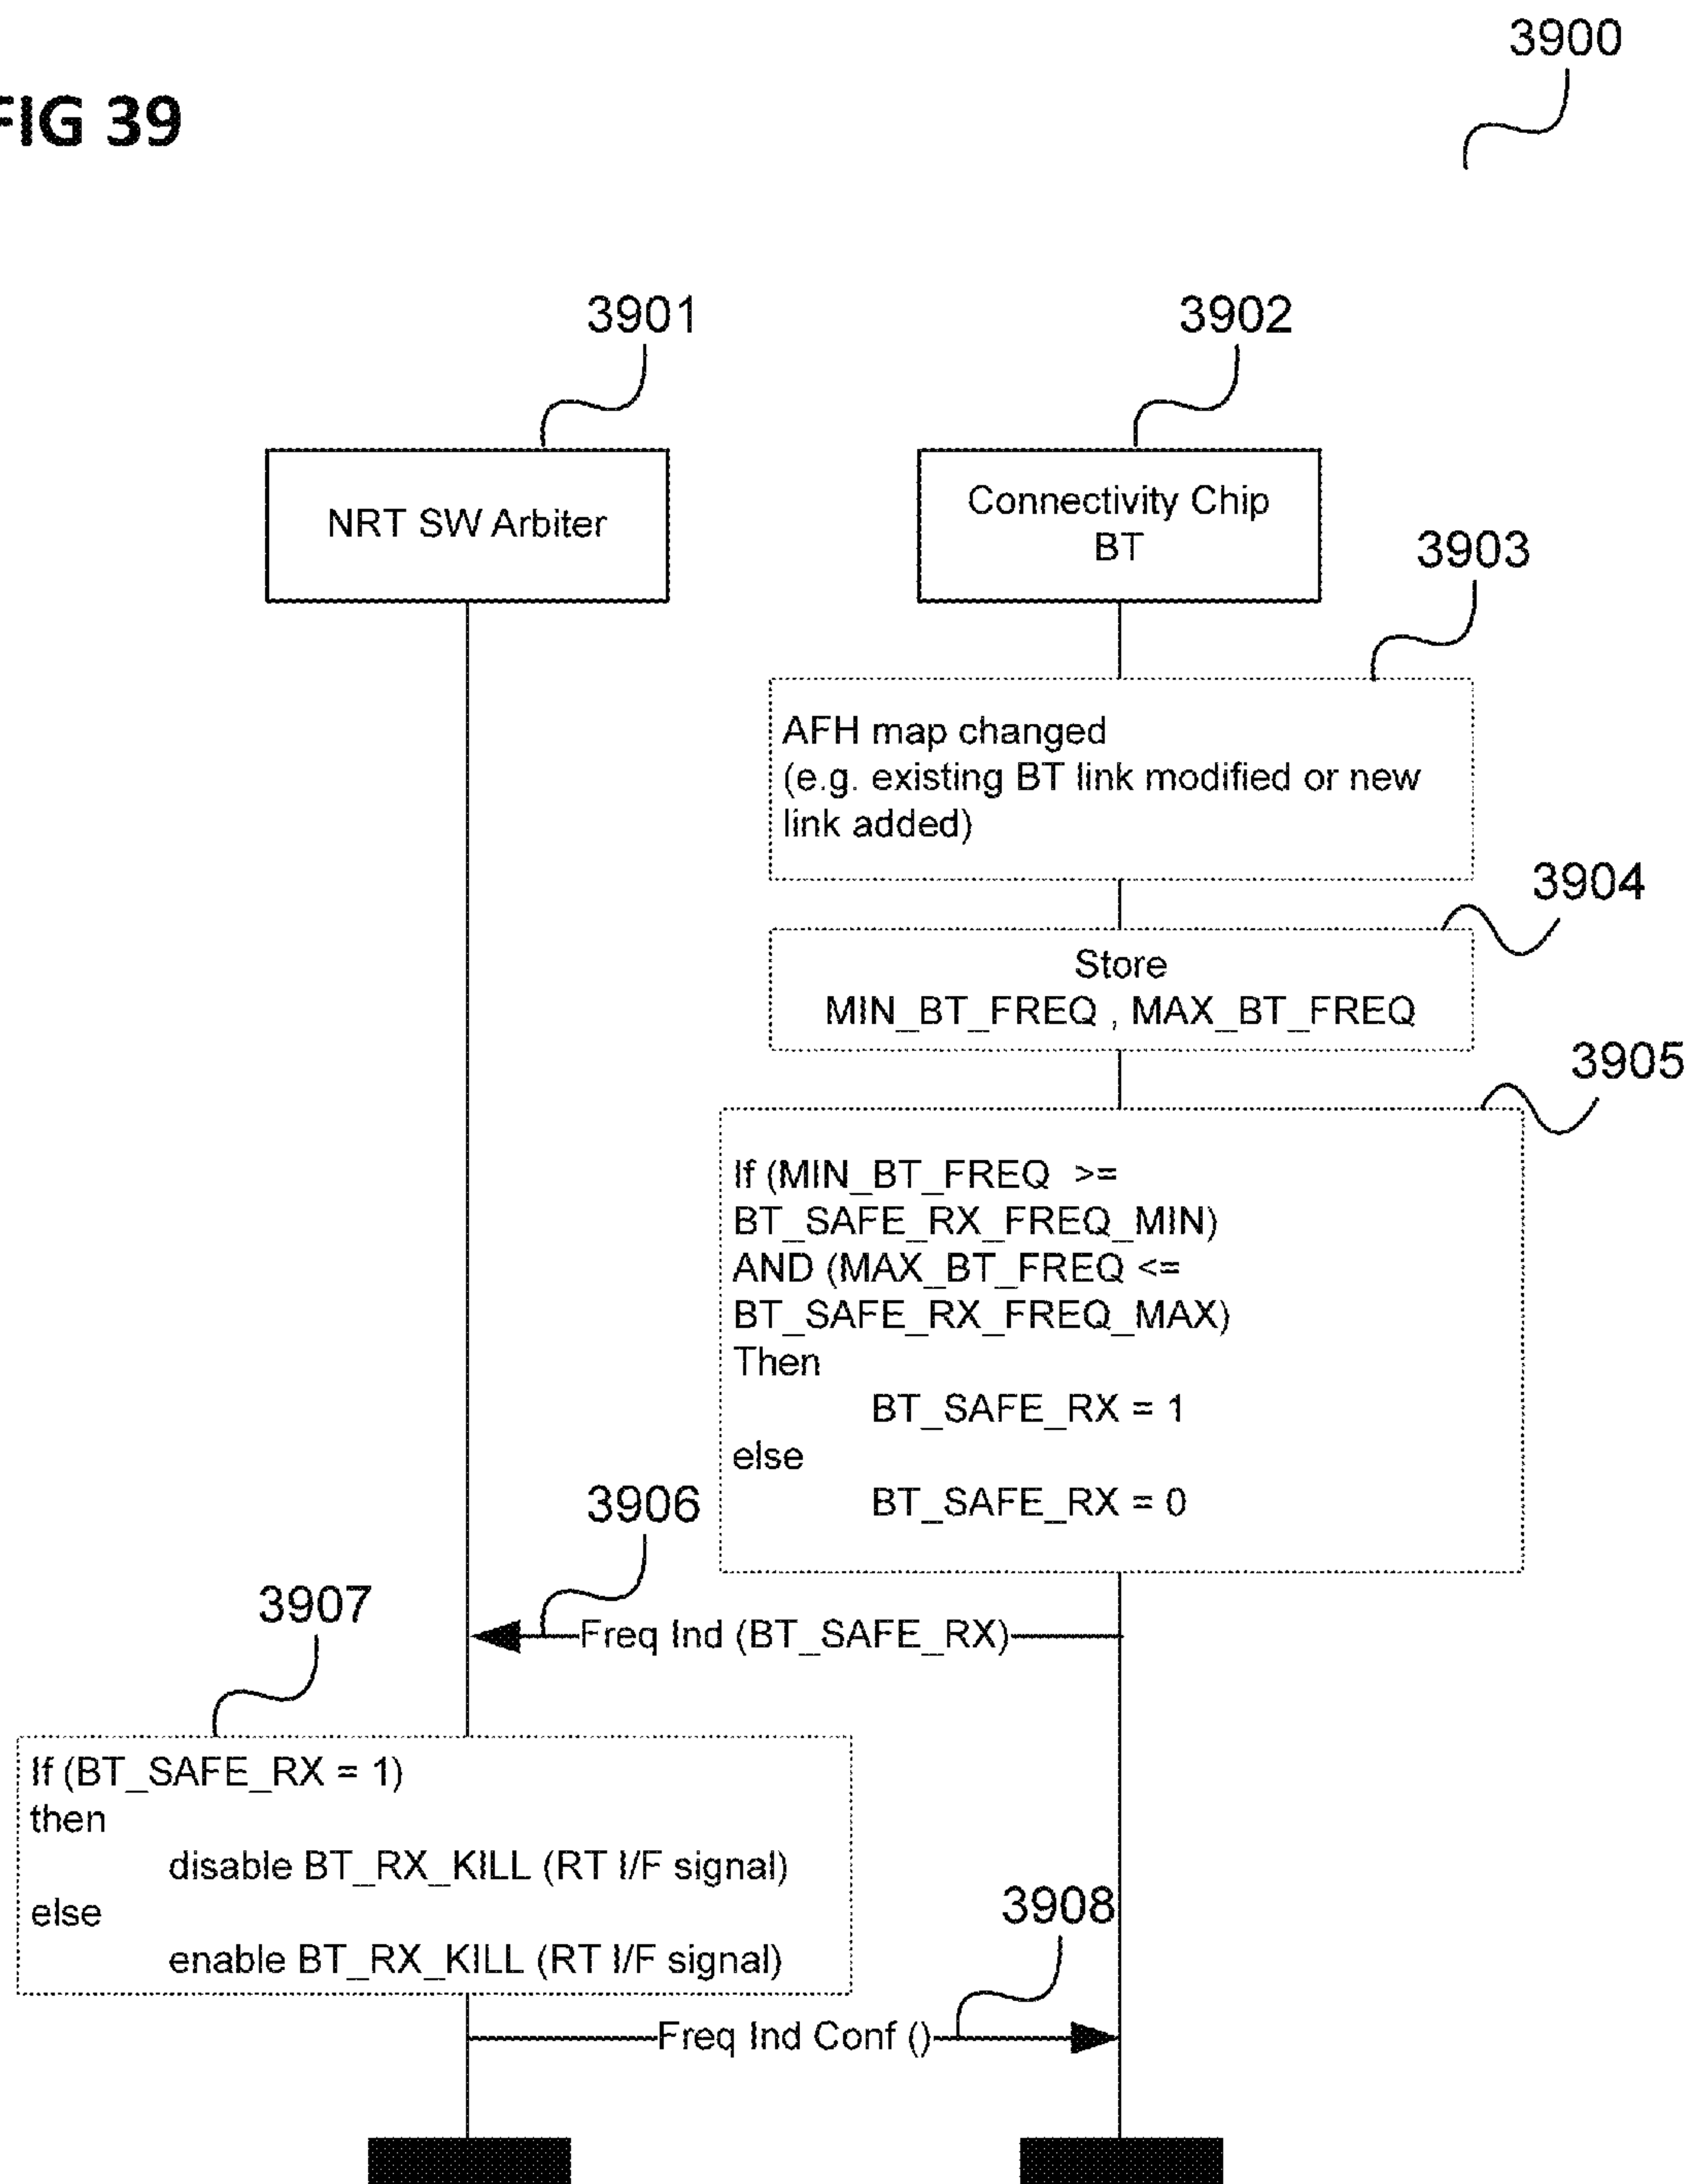 3900
FIG 39
3901
3902
NRT SW Arbiter
Connectivity Chip
BT
3903
AFH map changed
(e.g. existing BT link modified or new
link added)
3904
Store
MIN_BT_FREQ , MAX_BT_FREQ
3905
If (MIN_BT_FREQ >=
BT_SAFE_RX_FREQ_MIN)
AND (MAX_BT_FREQ <=
BT_SAFE_RX_FREQ_MAX)
Then
BT_SAFE_RX = 1
else
BT_SAFE_RX = 0
3906
Freq Ind (BT_SAFE_RX)
3907
If (BT_SAFE_RX = 1)
then
disable BT_RX_KILL (RT I/F signal)
else
enable BT_RX_KILL (RT I/F signal)
3908
Freq Ind Conf ()